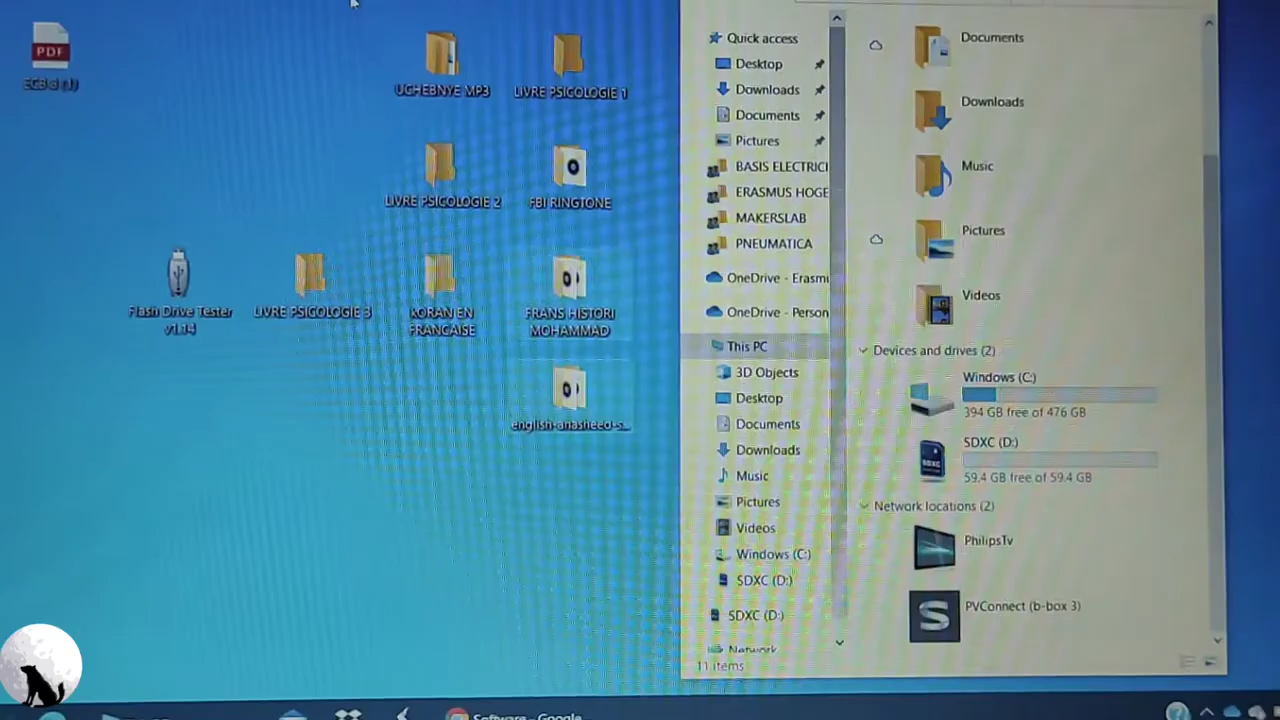 PDF
ECB 3 (1)
UCHEBNYE MP3
LIVRE PSICOLOGIE 1
LIVRE PSICOLOGIE 2
FBI RINGTONE
Flash Drive Tester
v1.14
LIVRE PSICOLOGIE 3
KORAN EN
FRANCAISE
FRANS HISTORI
MOHAMMAD
english-anasheed-s...
Quick access
Desktop
Downloads
Documents
Pictures
BASIS ELECTRICI
ERASMUS HOGE
MAKERSLAB
PNEUMATICA
OneDrive - Erasmu
OneDrive - Person
This PC
3D Objects
Desktop
Documents
Downloads
Music
Pictures
Videos
Windows (C:)
SDXC (D:)
SDXC (D:)
Network
11 items
Documents
Downloads
Music
Pictures
Videos
Devices and drives (2)
Windows (C:)
394 GB free of 476 GB
SDXC
SDXC (D:)
59.4 GB free of 59.4 GB
Network locations (2)
PhilipsTv
S
PVConnect (b-box 3)
Software - Google